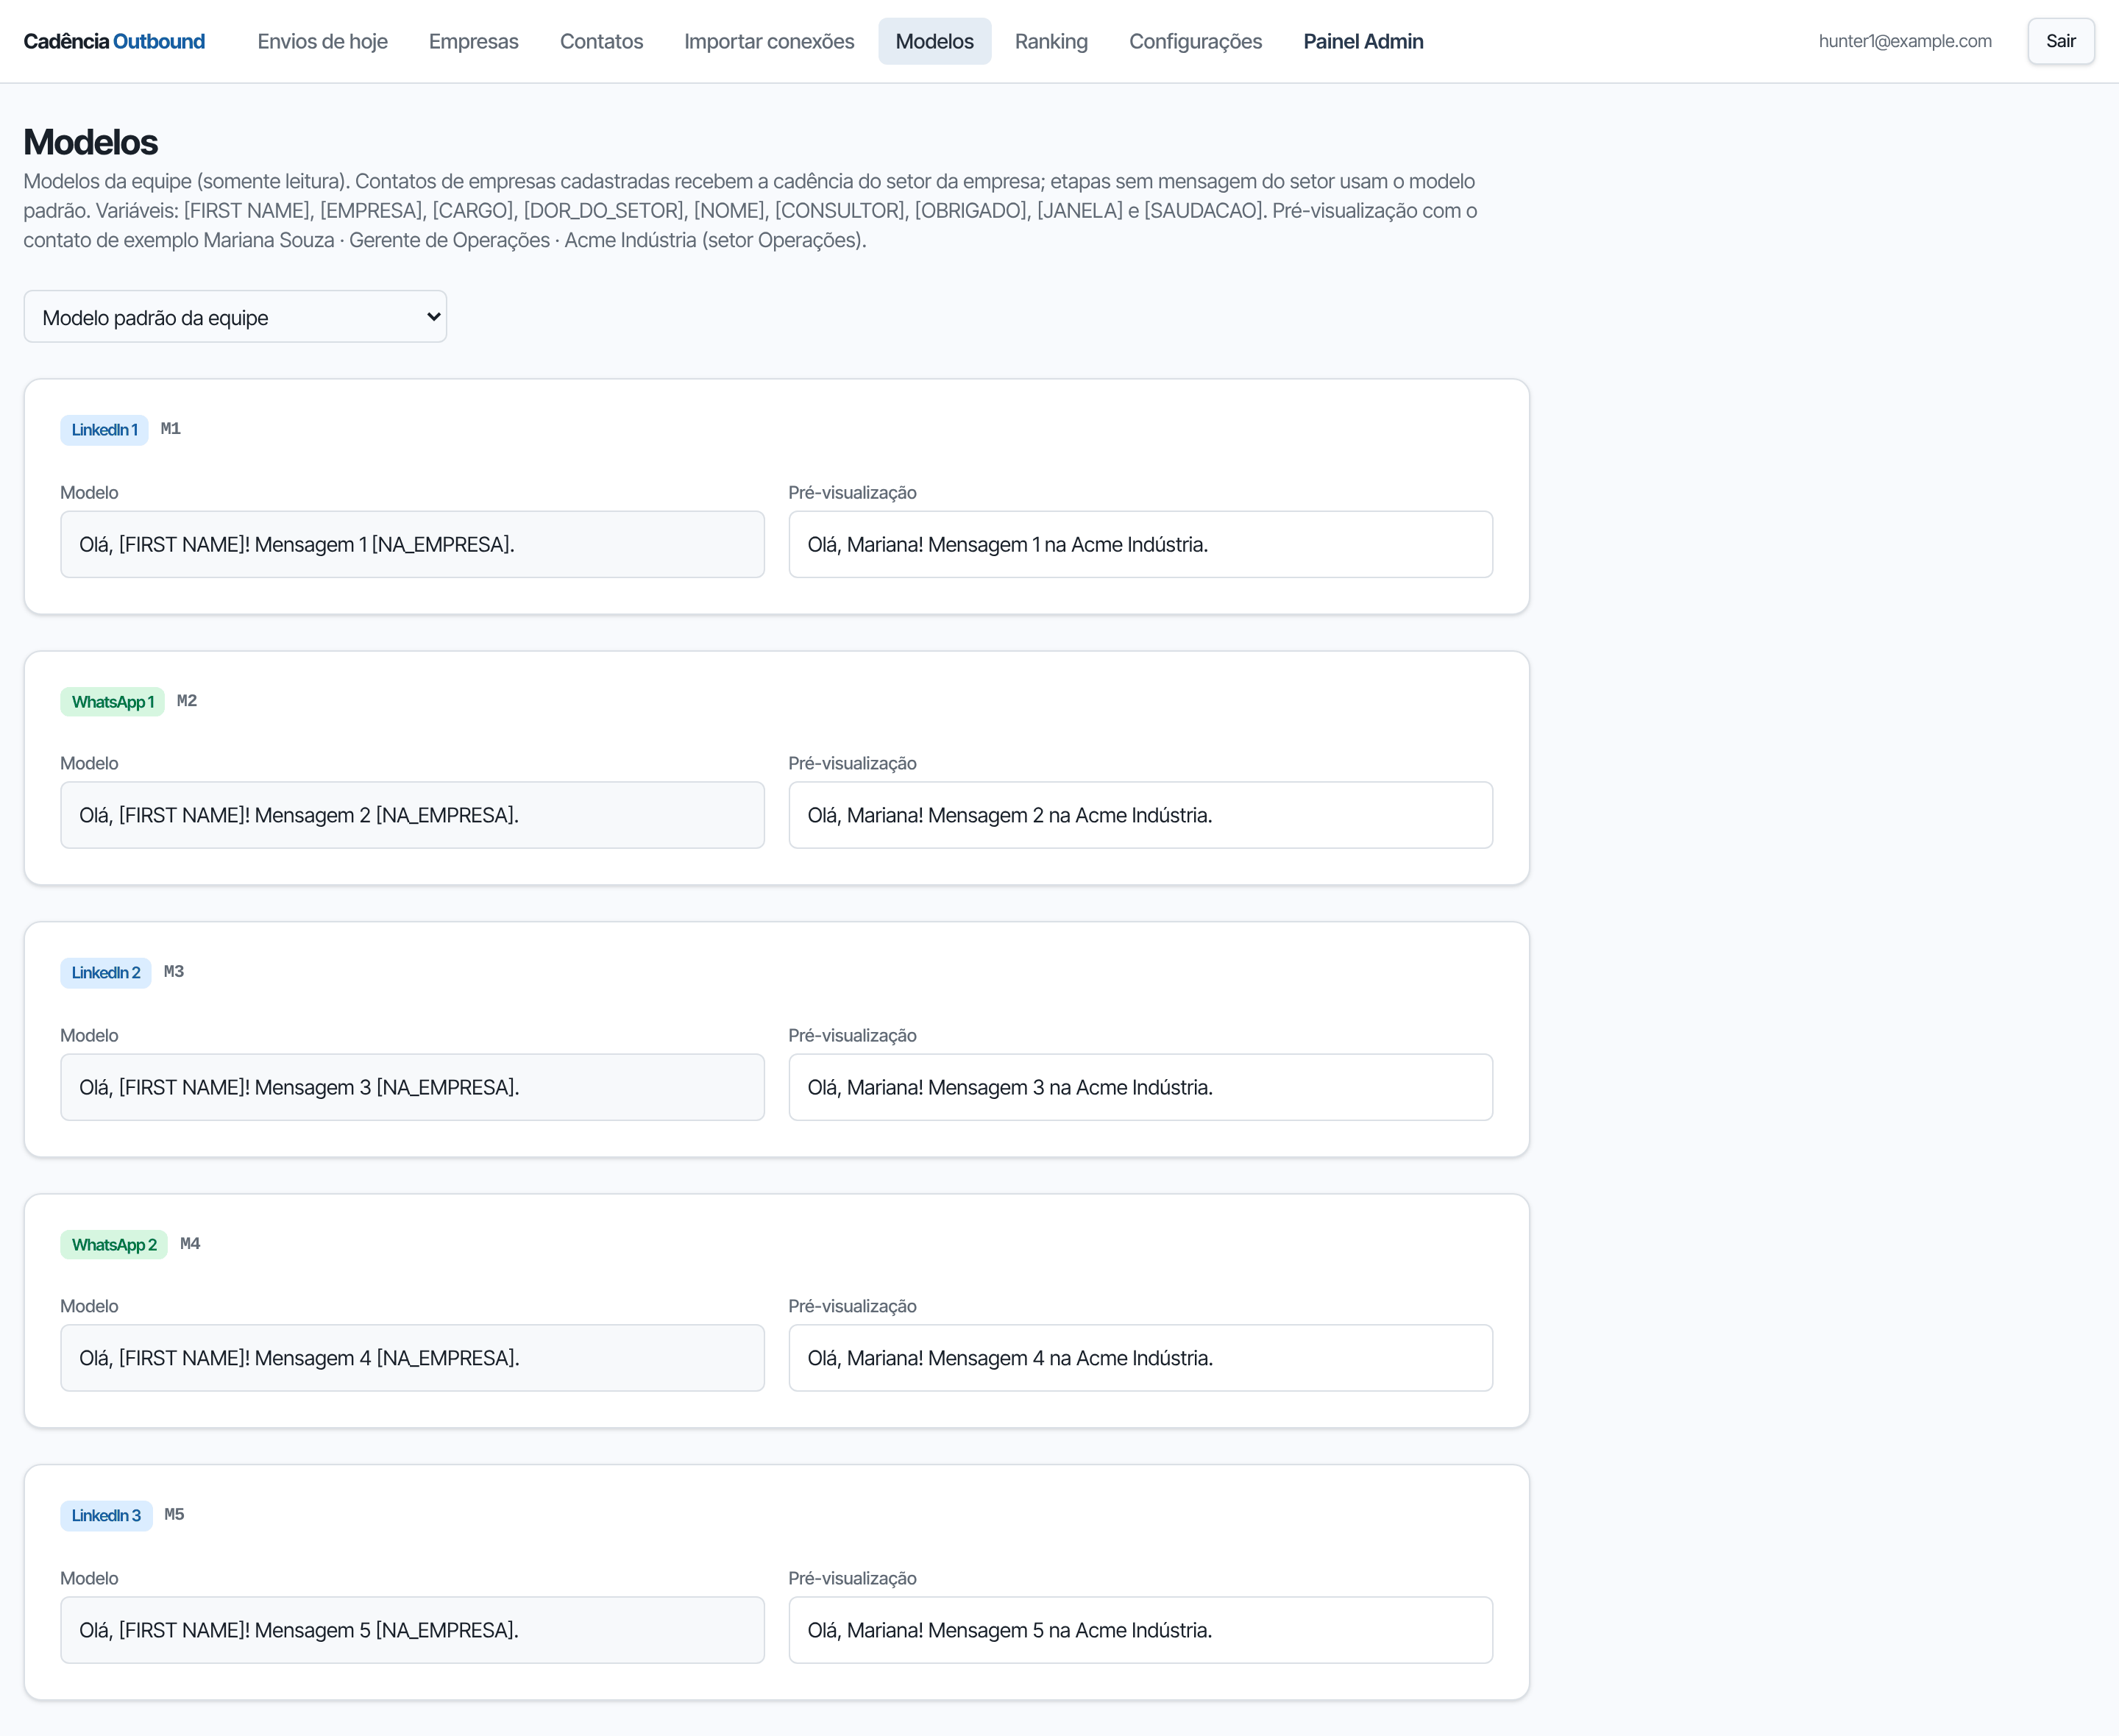 Cadência Outbound
Envios de hoje
Empresas
Contatos
Importar conexões
Modelos
Ranking
Configurações
Painel Admin
hunter1@example.com
Sair
Modelos
Modelos da equipe (somente leitura). Contatos de empresas cadastradas recebem a cadência do setor da empresa; etapas sem mensagem do setor usam o modelo
padrão. Variáveis: [FIRST NAME], [EMPRESA], [CARGO], [DOR_DO_SETOR], [NOME], [CONSULTOR], [OBRIGADO], [JANELA] e [SAUDACAO]. Pré-visualização com o
contato de exemplo Mariana Souza · Gerente de Operações · Acme Indústria (setor Operações).
Modelo padrão da equipe
LinkedIn 1 M1
Modelo
Olá, [FIRST NAME]! Mensagem 1 [NA_EMPRESA].
Pré-visualização
Olá, Mariana! Mensagem 1 na Acme Indústria.
WhatsApp 1 M2
Modelo
Olá, [FIRST NAME]! Mensagem 2 [NA_EMPRESA].
Pré-visualização
Olá, Mariana! Mensagem 2 na Acme Indústria.
LinkedIn 2 M3
Modelo
Olá, [FIRST NAME]! Mensagem 3 [NA_EMPRESA].
Pré-visualização
Olá, Mariana! Mensagem 3 na Acme Indústria.
WhatsApp 2 M4
Modelo
Olá, [FIRST NAME]! Mensagem 4 [NA_EMPRESA].
Pré-visualização
Olá, Mariana! Mensagem 4 na Acme Indústria.
LinkedIn 3 M5
Modelo
Olá, [FIRST NAME]! Mensagem 5 [NA_EMPRESA].
Pré-visualização
Olá, Mariana! Mensagem 5 na Acme Indústria.